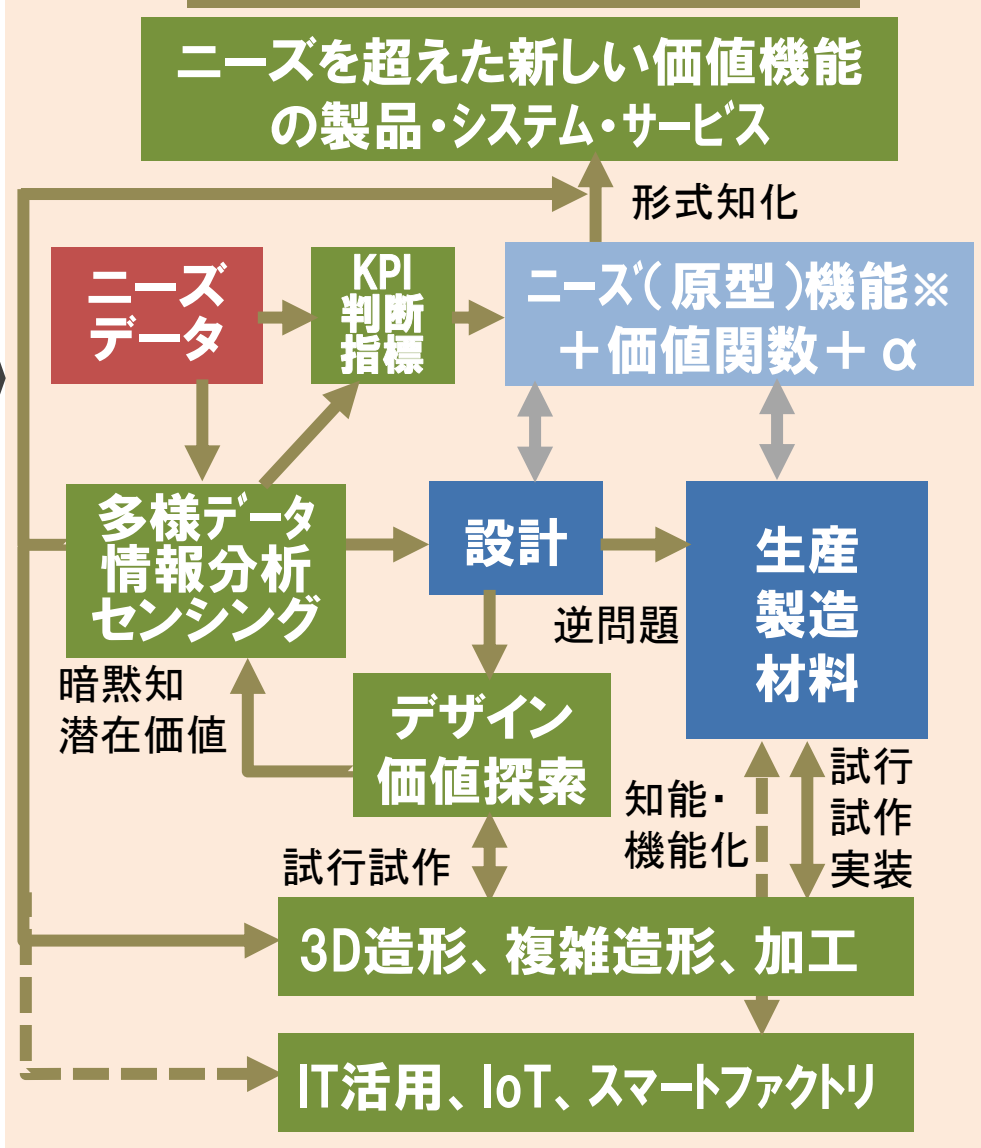 ニーズを超えた新しい価値機能
の製品・システム・サービス
形式知化
ニーズ
データ
KPI
判断
指標
ニーズ(原型)機能※
+価値関数+α
多様データ
情報分析
センシング
設計
生産
製造
材料
逆問題
暗黙知
潜在価値
デザイン
価値探索
知能・
機能化
試行
試作
実装
試行試作
3D造形、複雑造形、加工
IT活用、IoT、スマートファクトリ